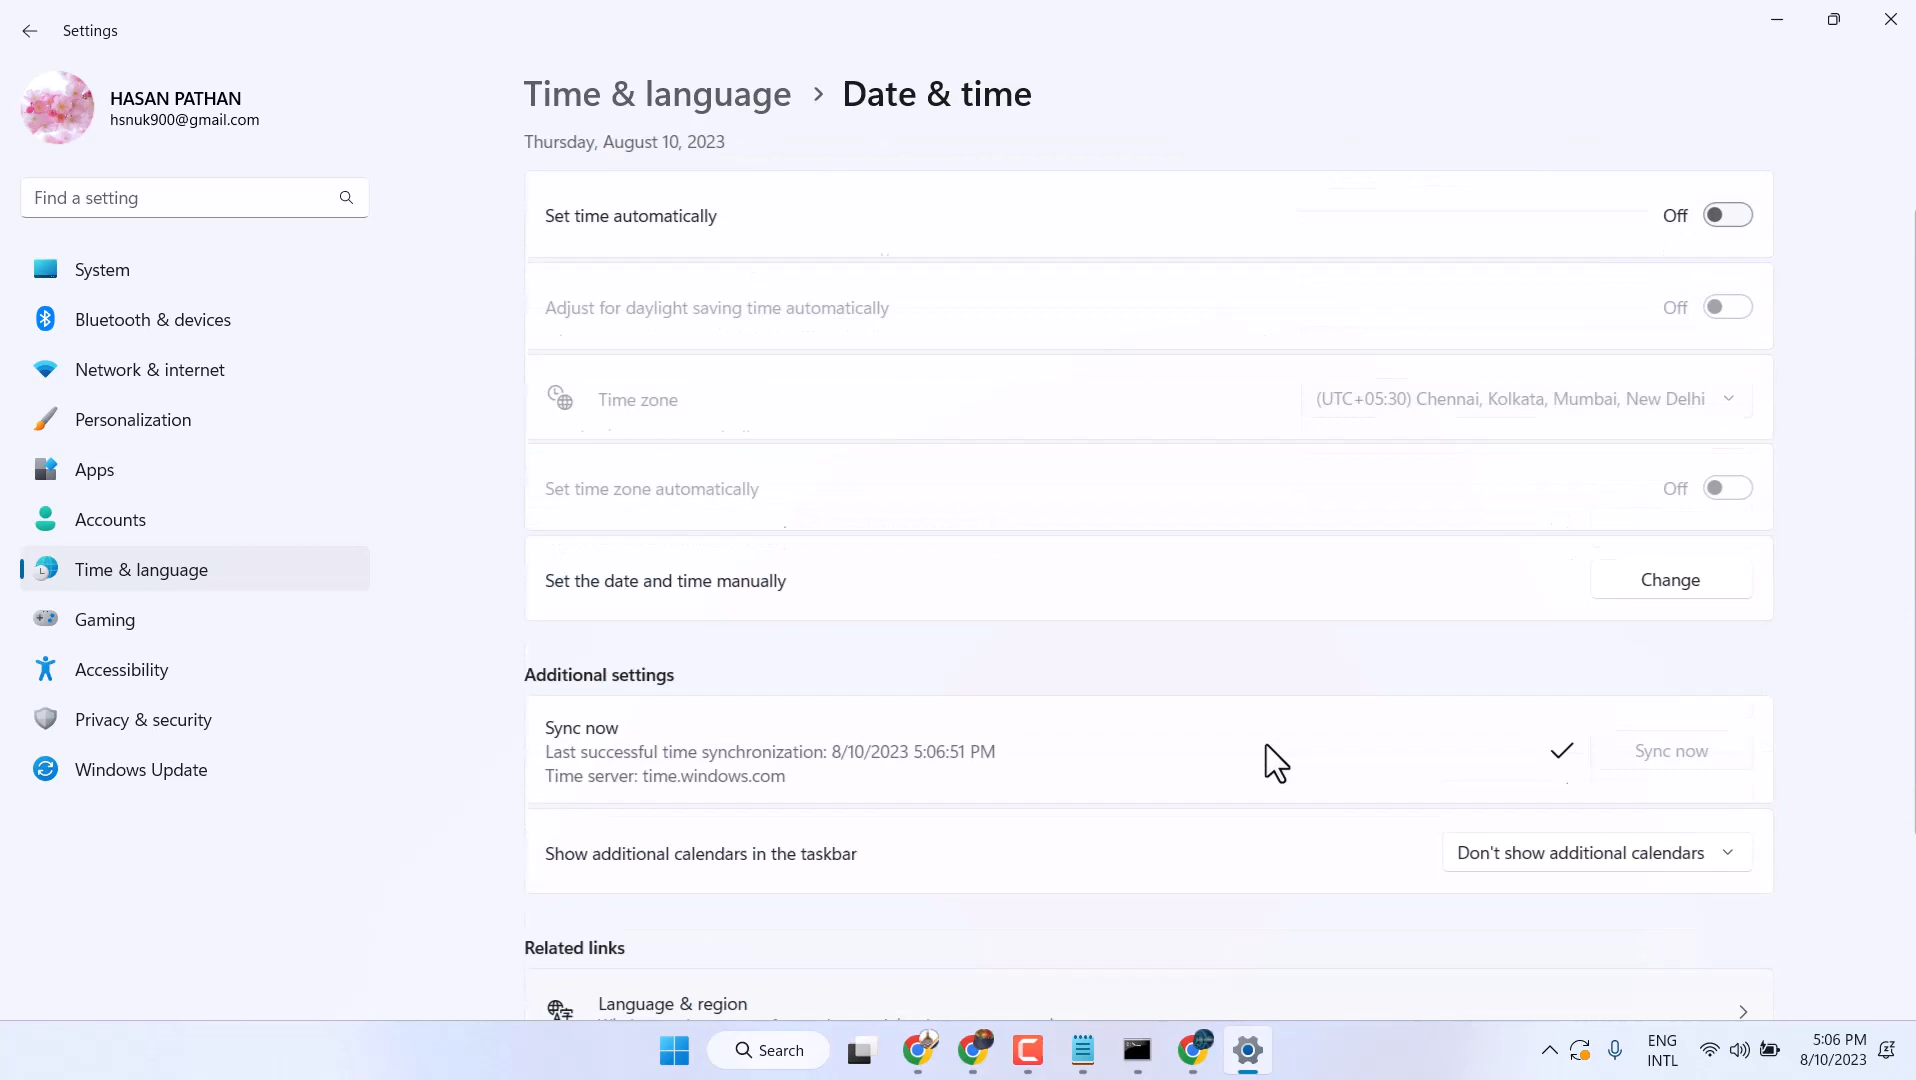 Settings
HASAN PATHAN
hsnuk900@gmail.com
Find a setting
System
Bluetooth & devices
Network & internet
Personalization
Apps
Accounts
Time & language
Gaming
Accessibility
Privacy & security
Windows Update
Time & language > Date & time
Thursday, August 10, 2023
Set time automatically
Off
Adjust for daylight saving time automatically
Off
Time zone
(UTC+05:30) Chennai, Kolkata, Mumbai, New Delhi
Set time zone automatically
Off
Set the date and time manually
Change
Additional settings
Sync now
Last successful time synchronization: 8/10/2023 5:06:51 PM
Time server: time.windows.com
Sync now
Show additional calendars in the taskbar
Don't show additional calendars
Related links
Language & region
Search
ENG
INTL
5:06 PM
8/10/2023